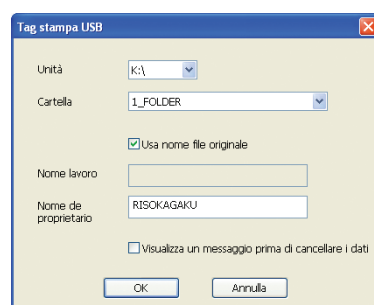 Tag stampa USB
Unità K:\
Cartella 1_FOLDER
Usa nome file originale
Nome lavoro
Nome de
proprietario RISOKAGAKU
Visualizza un messaggio prima di cancellare i dati
OK Annulla